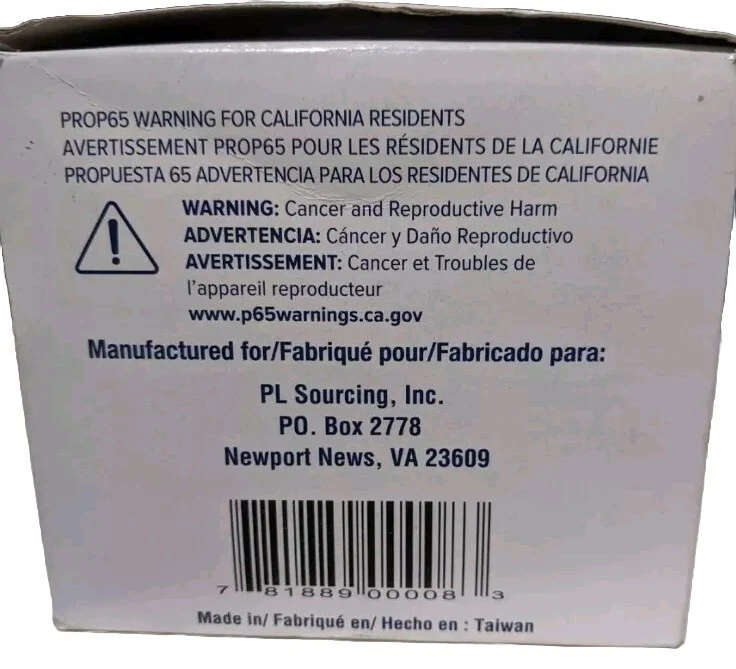 PROP65 WARNING FOR CALIFORNIA RESIDENTS
AVERTISSEMENT PROP65 POUR LES RÉSIDENTS DE LA CALIFORNIE
PROPUESTA 65 ADVERTENCIA PARA LOS RESIDENTES DE CALIFORNIA
WARNING: Cancer and Reproductive Harm
ADVERTENCIA: Cáncer y Daño Reproductivo
AVERTISSEMENT: Cancer et Troubles de
l'appareil reproducteur
www.p65warnings.ca.gov
Manufactured for/Fabriqué pour/Fabricado para:
PL Sourcing, Inc.
PO. Box 2778
Newport News, VA 23609
7 81889 00008 3
Made in/ Fabriqué en/ Hecho en : Taiwan